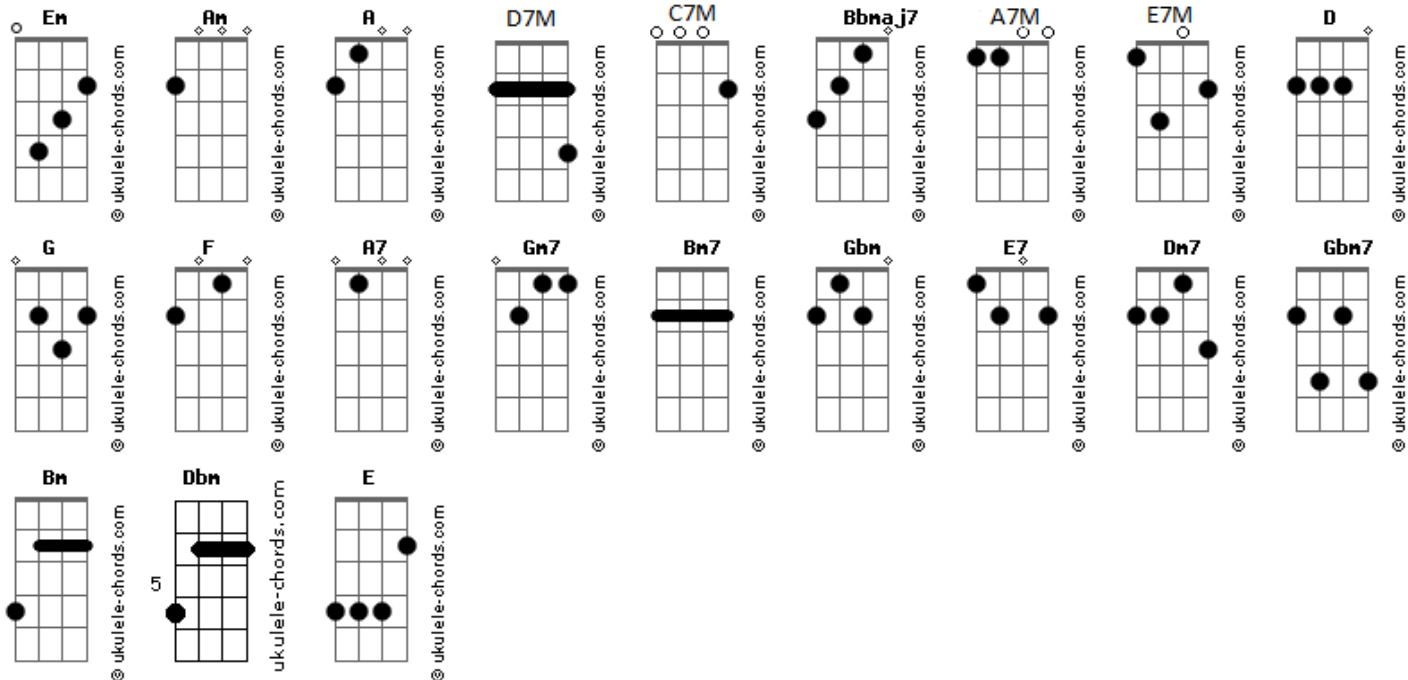 Em Am A D7M C7M Bbmaj7 A7M E7M D
© ukulele-chords.com © ukulele-chords.com © ukulele-chords.com © ukulele-chords.com © ukulele-chords.com © ukulele-chords.com © ukulele-chords.com © ukulele-chords.com © ukulele-chords.com
G F A7 Gm7 Bm7 Gbm E7 Dm7 Gbm7
© ukulele-chords.com © ukulele-chords.com © ukulele-chords.com © ukulele-chords.com © ukulele-chords.com © ukulele-chords.com © ukulele-chords.com © ukulele-chords.com © ukulele-chords.com
Bm Dbm E
5
© ukulele-chords.com ukulele-chords.com © ukulele-chords.com